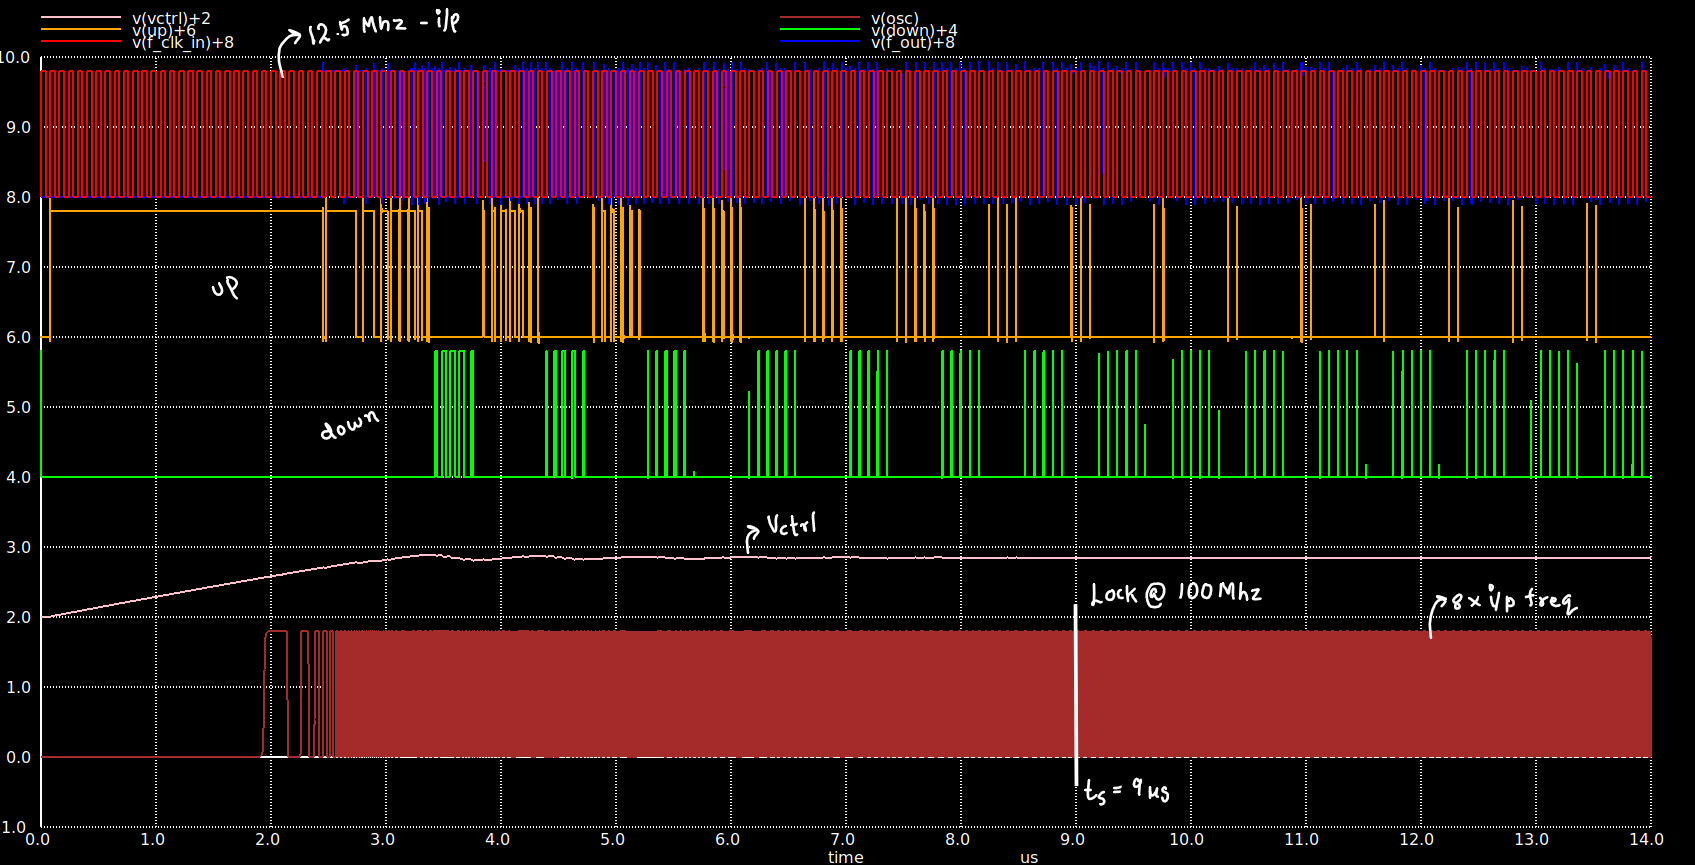 v(vctrl)+2
v(up)+6
v(f_clk_in)+8
v(osc)
v(down)+4
v(f_out)+8
12.5 Mhz - i/p
10.0
9.0
8.0
7.0
up
6.0
5.0
down
4.0
3.0
Vctrl
2.0
Lock @ 100 Mhz
8 x i/p freq
1.0
0.0
ts = 9 μs
1.0
0.0 1.0 2.0 3.0 4.0 5.0 6.0 7.0 8.0 9.0 10.0 11.0 12.0 13.0 14.0
time us